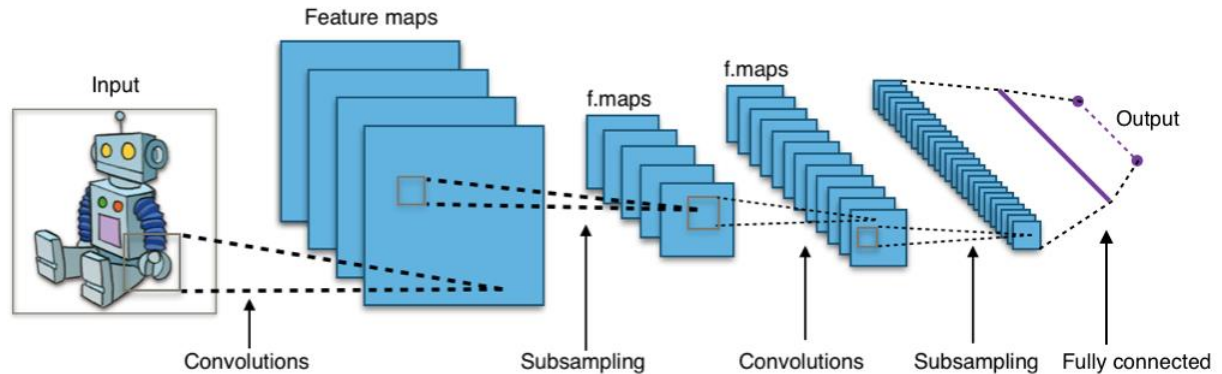 Feature maps
Input
f.maps
f.maps
Output
Convolutions
Subsampling
Convolutions
Subsampling
Fully connected